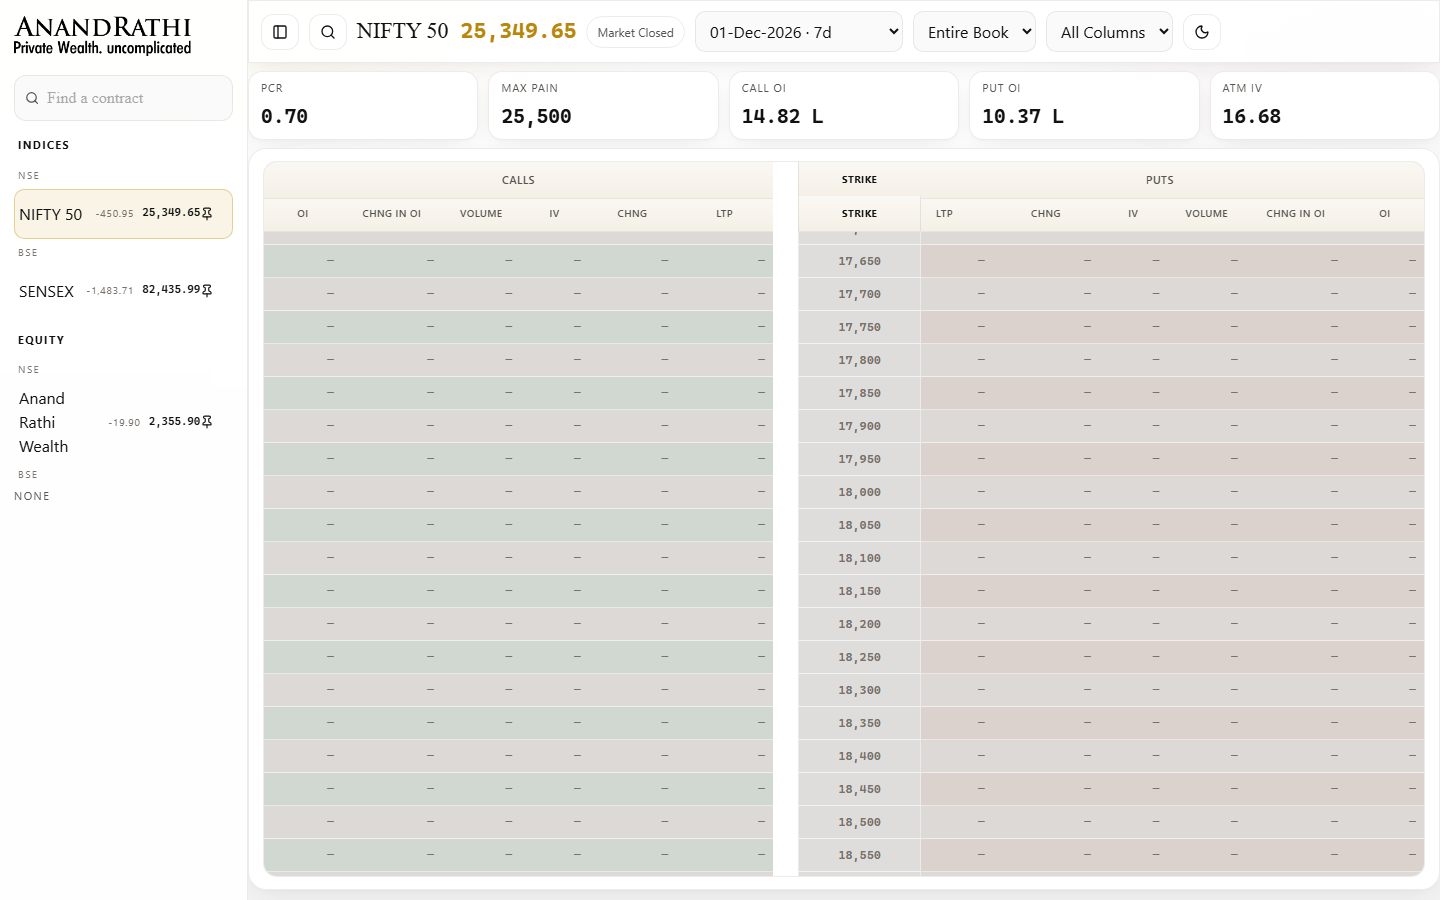 ANANDRATHI
Private Wealth. uncomplicated
Find a contract
INDICES
NSE
NIFTY 50 -450.95 25,349.65
BSE
SENSEX -1,483.71 82,435.99
EQUITY
NSE
Anand Rathi Wealth -19.90 2,355.90
BSE
NONE
NIFTY 50 25,349.65 Market Closed 01-Dec-2026 · 7d Entire Book All Columns
PCR MAX PAIN CALL OI PUT OI ATM IV
0.70 25,500 14.82 L 10.37 L 16.68
CALLS STRIKE PUTS
OI CHNG IN OI VOLUME IV CHNG LTP STRIKE LTP CHNG IV VOLUME CHNG IN OI OI
– – – – – – 17,650 – – – – – –
– – – – – – 17,700 – – – – – –
– – – – – – 17,750 – – – – – –
– – – – – – 17,800 – – – – – –
– – – – – – 17,850 – – – – – –
– – – – – – 17,900 – – – – – –
– – – – – – 17,950 – – – – – –
– – – – – – 18,000 – – – – – –
– – – – – – 18,050 – – – – – –
– – – – – – 18,100 – – – – – –
– – – – – – 18,150 – – – – – –
– – – – – – 18,200 – – – – – –
– – – – – – 18,250 – – – – – –
– – – – – – 18,300 – – – – – –
– – – – – – 18,350 – – – – – –
– – – – – – 18,400 – – – – – –
– – – – – – 18,450 – – – – – –
– – – – – – 18,500 – – – – – –
– – – – – – 18,550 – – – – – –